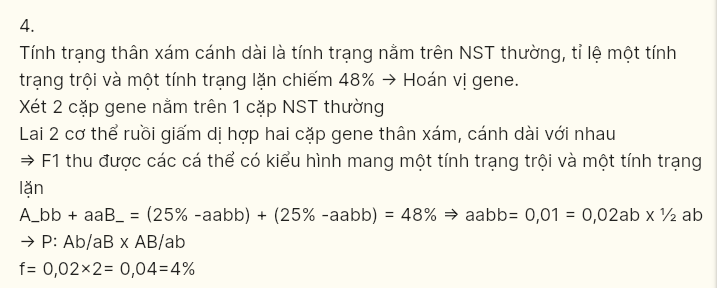 4.
Tính trạng thân xám cánh dài là tính trạng nằm trên NST thường, tỉ lệ một tính
trạng trội và một tính trạng lặn chiếm 48% → Hoán vị gene.
Xét 2 cặp gene nằm trên 1 cặp NST thường
Lai 2 cơ thể ruồi giấm dị hợp hai cặp gene thân xám, cánh dài với nhau
⇒ F1 thu được các cá thể có kiểu hình mang một tính trạng trội và một tính trạng
lặn
A_bb + aaB_ = (25% -aabb) + (25% -aabb) = 48% ⇒ aabb= 0,01 = 0,02ab x ½ ab
→ P: Ab/aB x AB/ab
f= 0,02×2= 0,04=4%